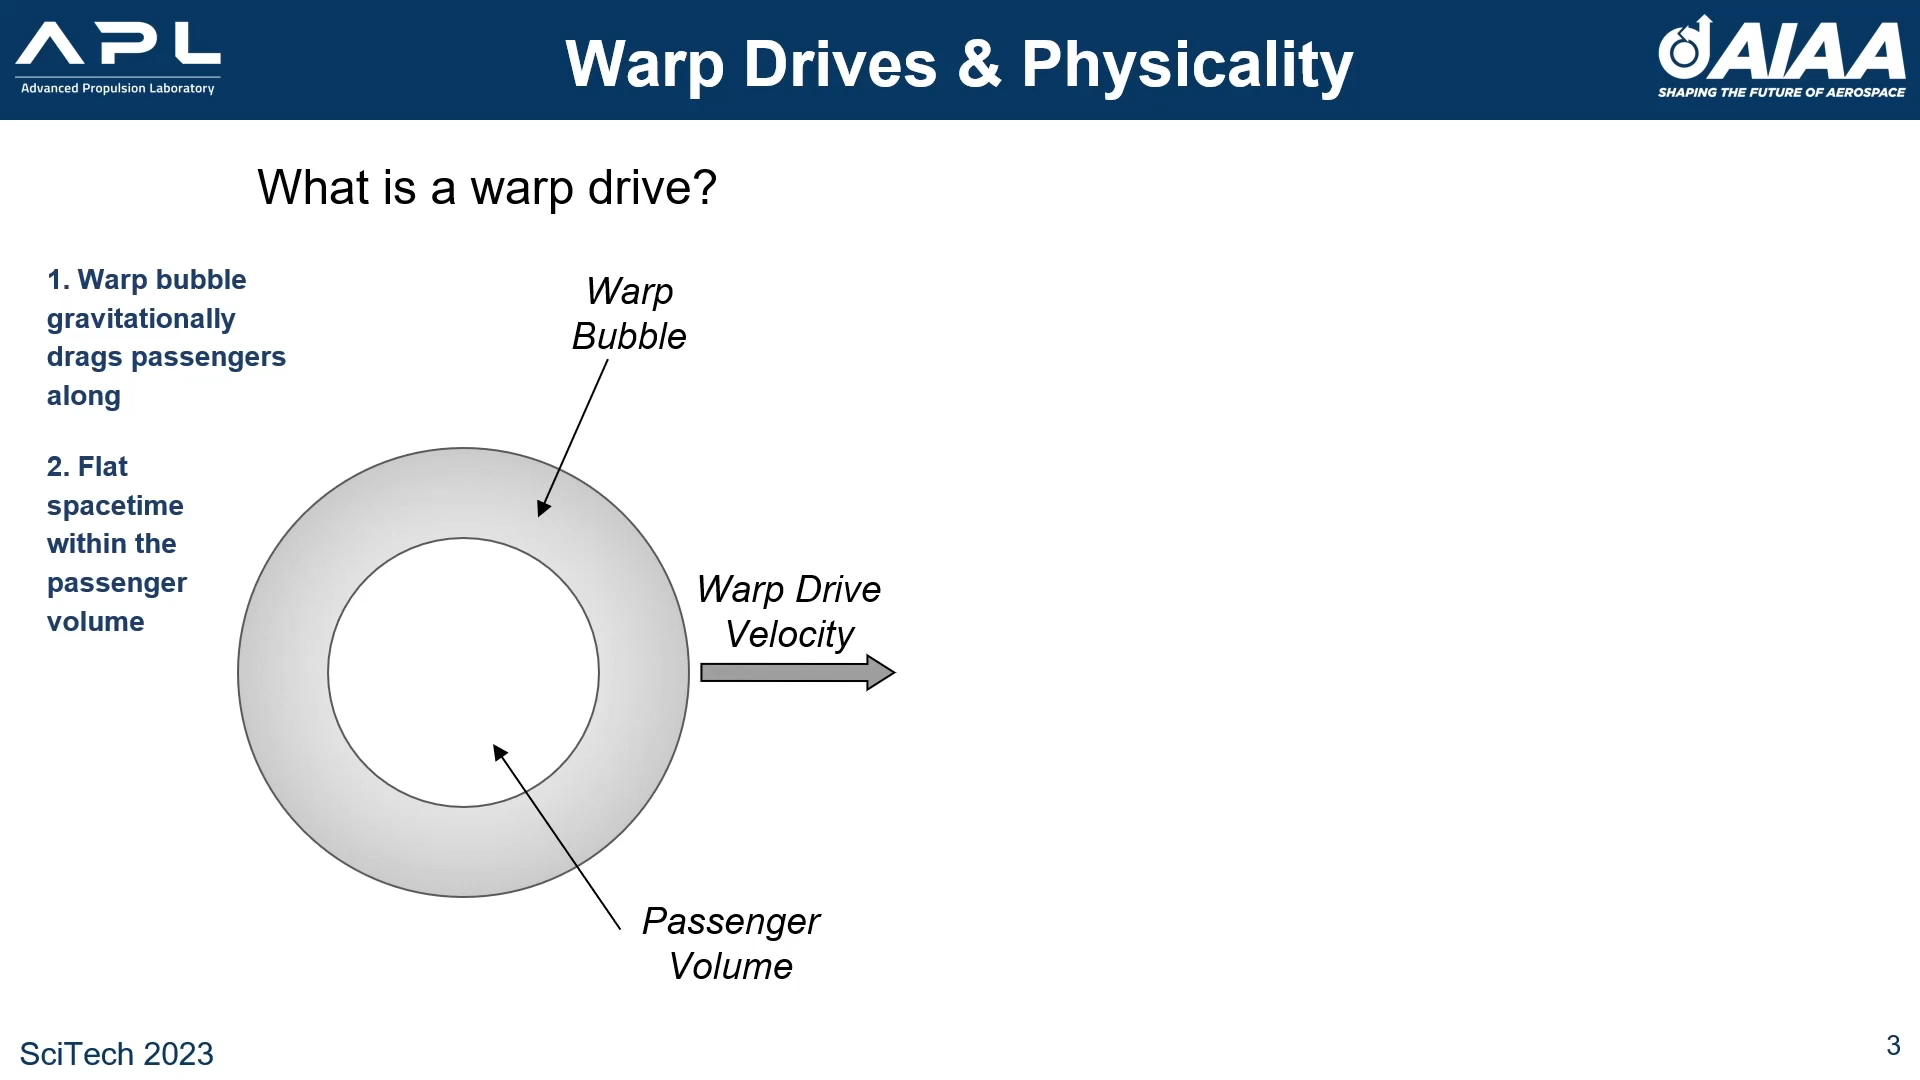 APL
Advanced Propulsion Laboratory
Warp Drives & Physicality
AIAA
SHAPING THE FUTURE OF AEROSPACE
What is a warp drive?
1. Warp bubble
gravitationally
drags passengers
along
2. Flat
spacetime
within the
passenger
volume
Warp
Bubble
Warp Drive
Velocity
Passenger
Volume
SciTech 2023
3